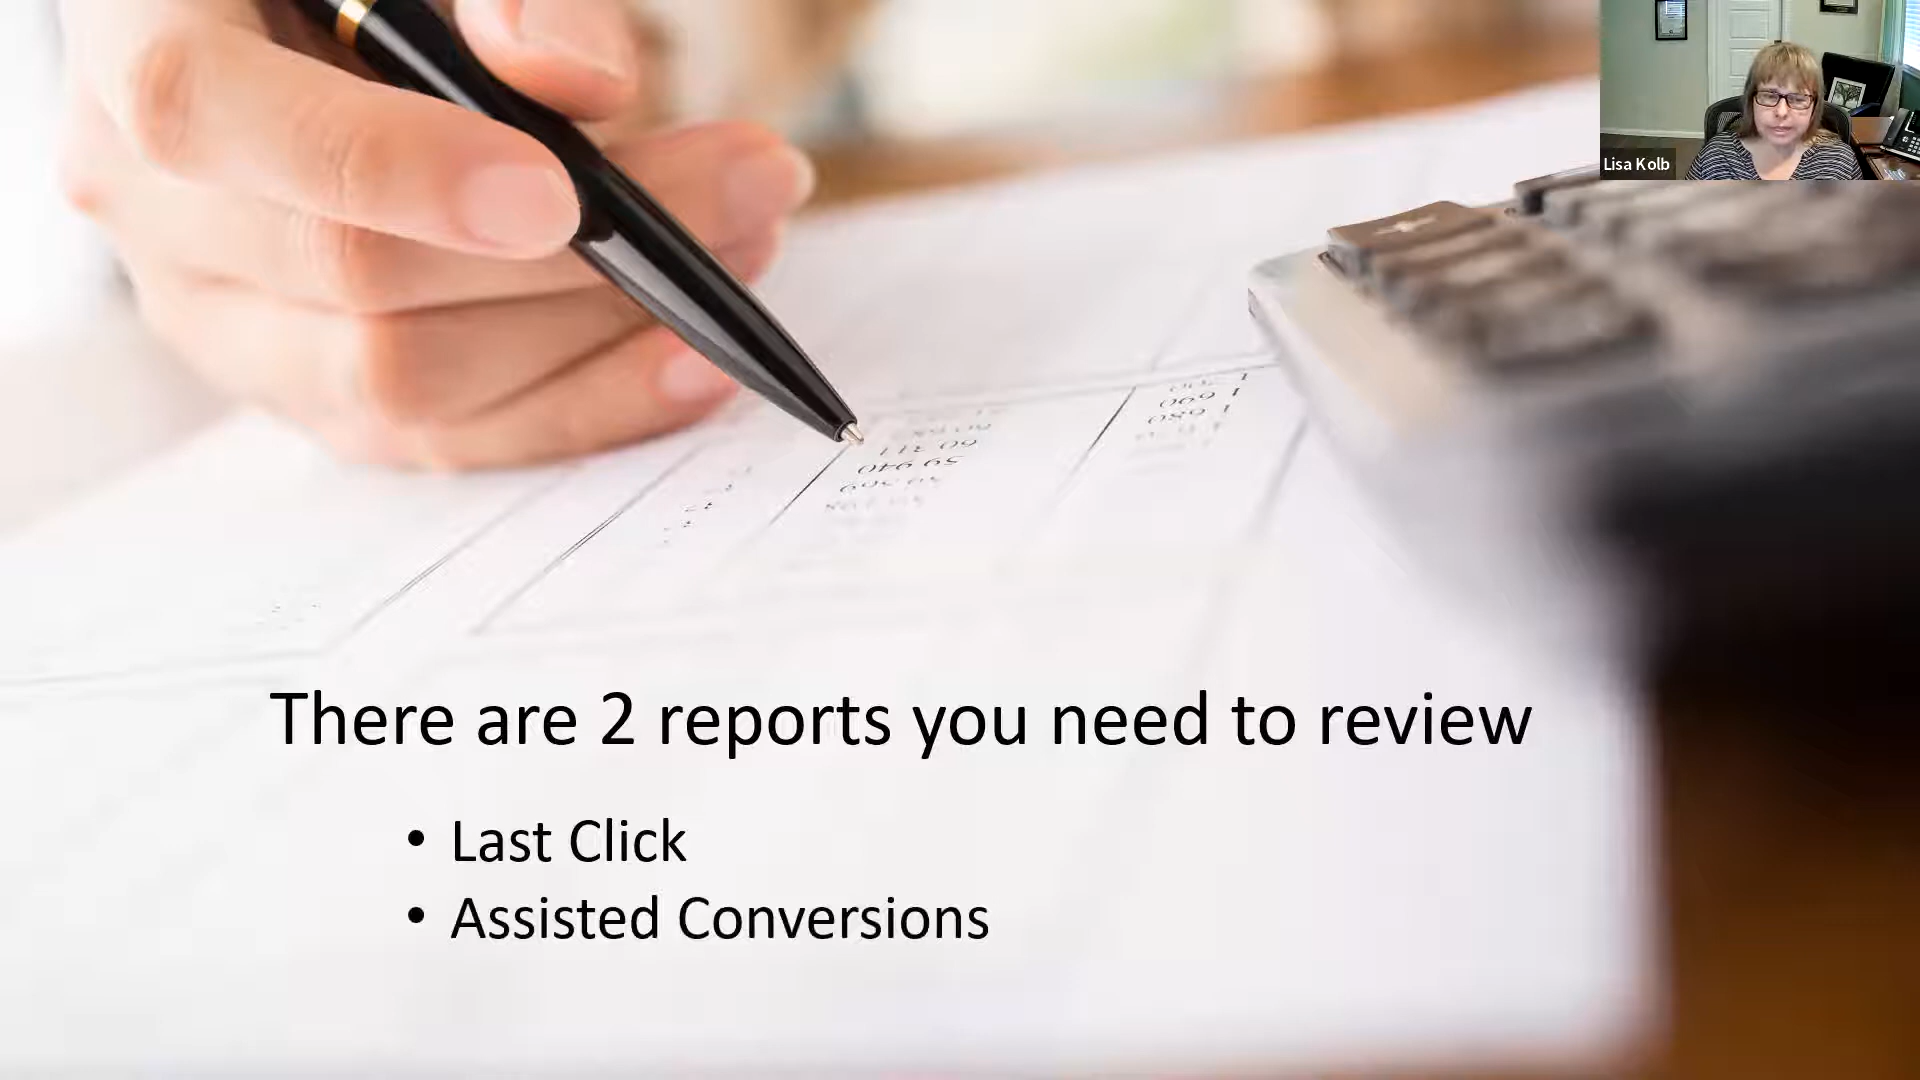 Lisa Kolb
There are 2 reports you need to review
• Last Click
• Assisted Conversions